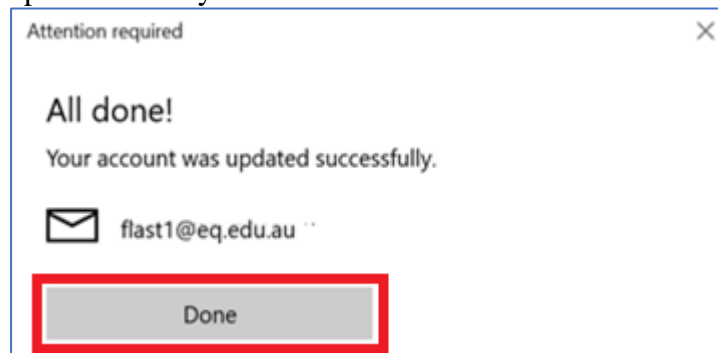 Attention required
All done!
Your account was updated successfully.
flast1@eq.edu.au
Done